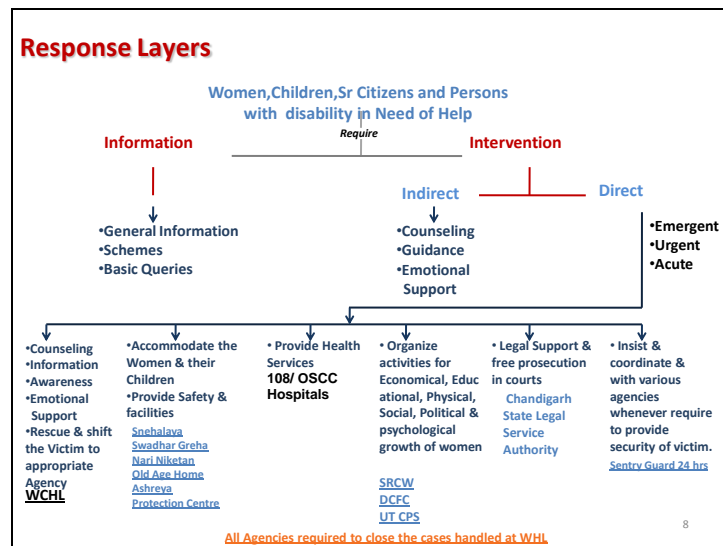 Response Layers
Women,Children,Sr Citizens and Persons
with disability in Need of Help
Require
Information
Intervention
Indirect
Direct
•General Information
•Schemes
•Basic Queries
•Counseling
•Guidance
•Emotional
Support
•Emergent
•Urgent
•Acute
•Counseling
•Information
•Awareness
•Emotional
Support
•Rescue & shift
the Victim to
appropriate
Agency
WCHL
•Accommodate the
Women & their
Children
•Provide Safety &
facilities
Snehalaya
Swadhar Greha
Nari Niketan
Old Age Home
Ashreya
Protection Centre
• Provide Health
Services
108/ OSCC
Hospitals
• Organize
activities for
Economical, Educ
ational, Physical,
Social, Political &
psychological
growth of women
SRCW
DCFC
UT CPS
• Legal Support &
free prosecution
in courts
Chandigarh
State Legal
Service
Authority
• Insist &
coordinate &
with various
agencies
whenever require
to provide
security of victim.
Sentry Guard 24 hrs
8
All Agencies required to close the cases handled at WHL